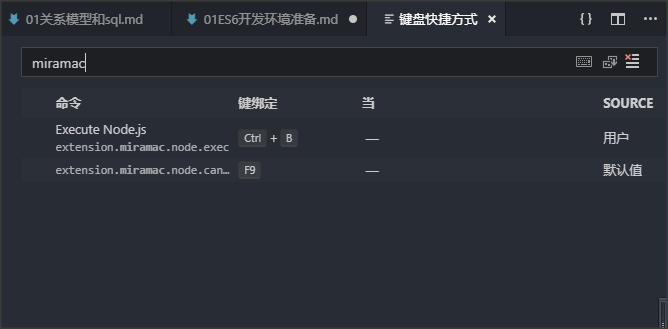 01关系模型和sql.md 01ES6开发环境准备.md 键盘快捷方式
miramac
命令 键绑定 当 SOURCE
Execute Node.js
extension.miramac.node.exec Ctrl + B — 用户
extension.miramac.node.can… F9 — 默认值